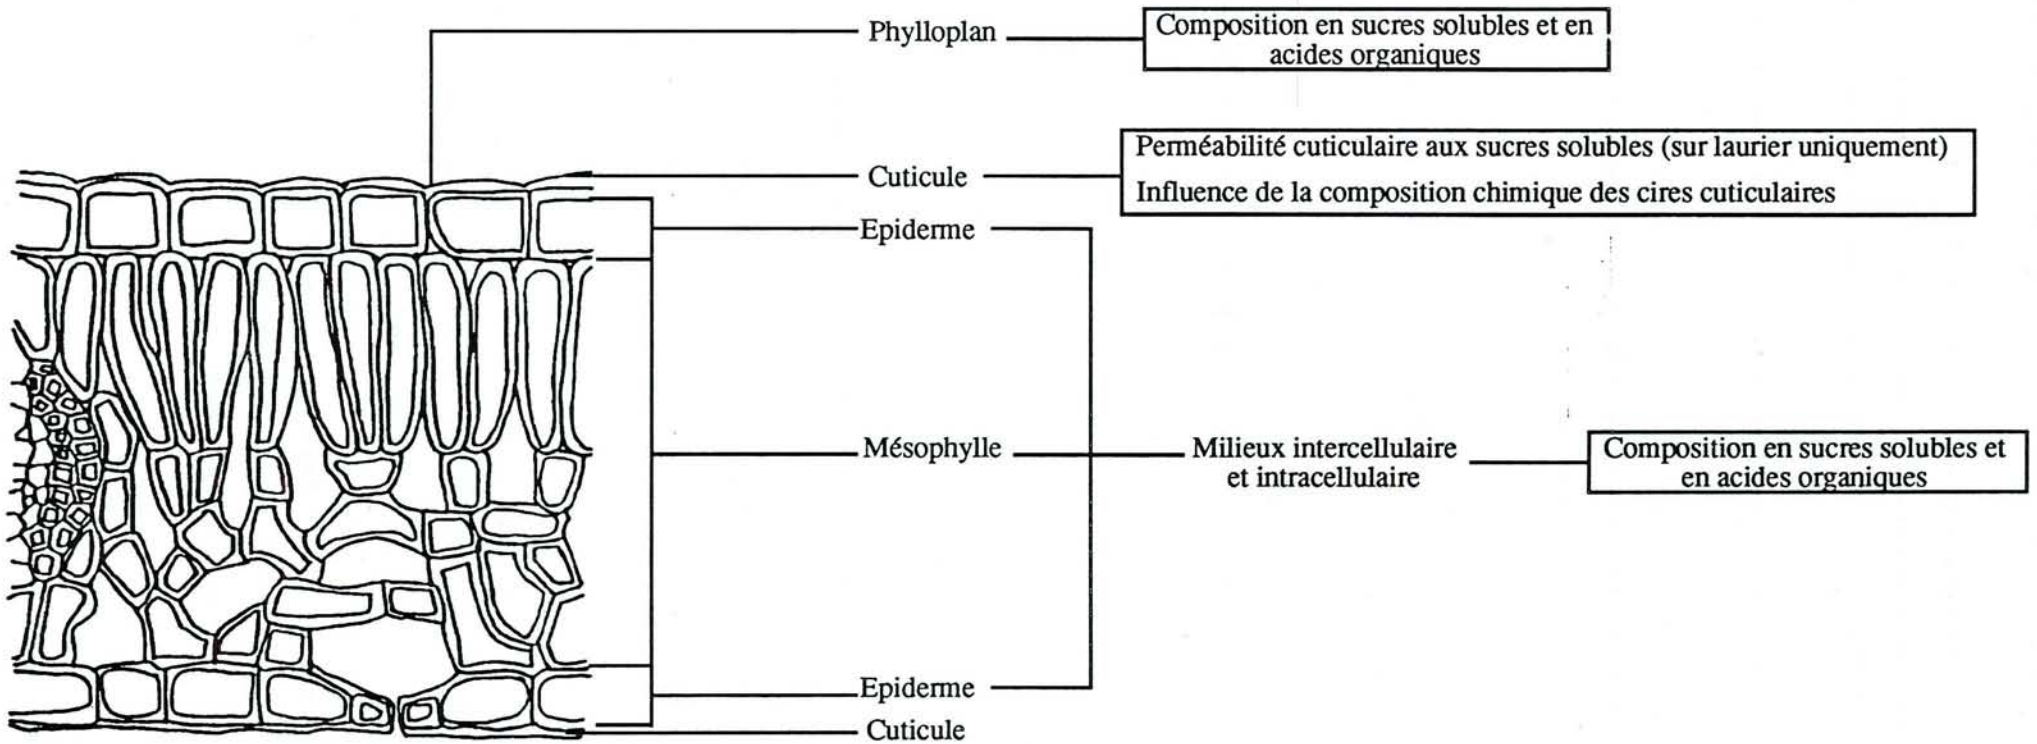 Phylloplan
Composition en sucres solubles et en
acides organiques
Cuticule
Perméabilité cuticulaire aux sucres solubles (sur laurier uniquement)
Influence de la composition chimique des cires cuticulaires
Epiderme
Mésophylle
Milieux intercellulaire
et intracellulaire
Composition en sucres solubles et
en acides organiques
Epiderme
Cuticule